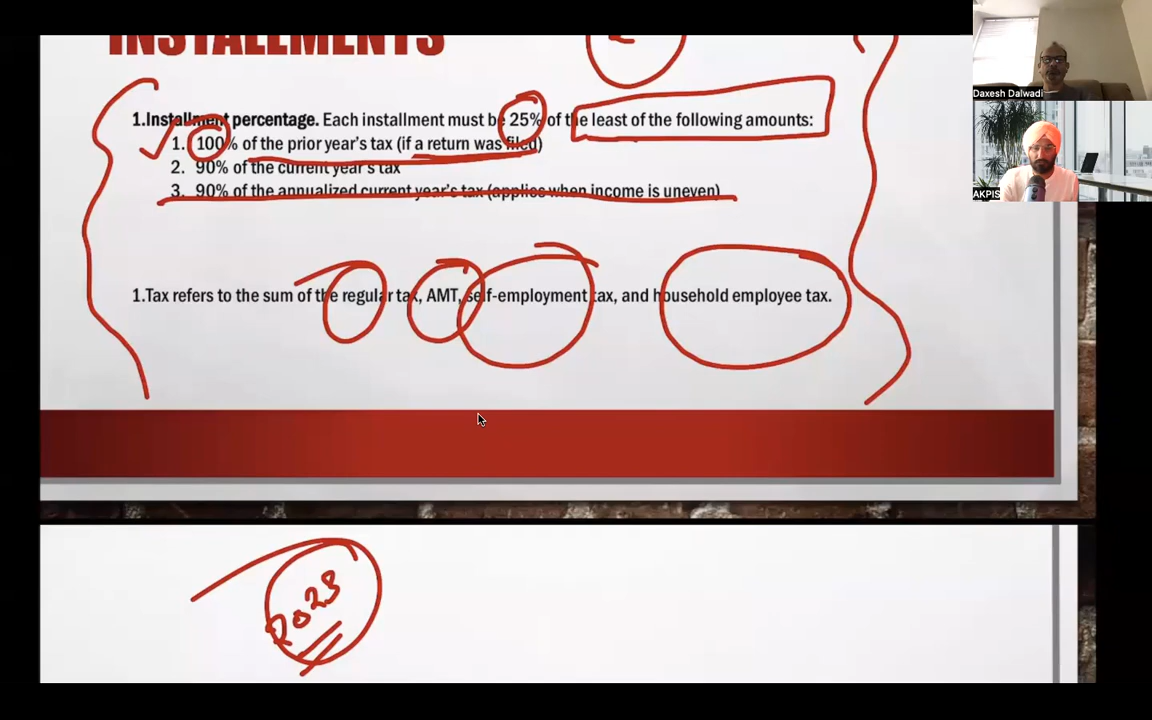 INSTALLMENTS
1.Installment percentage. Each installment must be 25% of the least of the following amounts:
1. 100% of the prior year's tax (if a return was filed)
2. 90% of the current year's tax
3. 90% of the annualized current year's tax (applies when income is uneven)
1.Tax refers to the sum of the regular tax, AMT, self-employment tax, and household employee tax.
2023
Daxesh Dalwadi
AKPIS